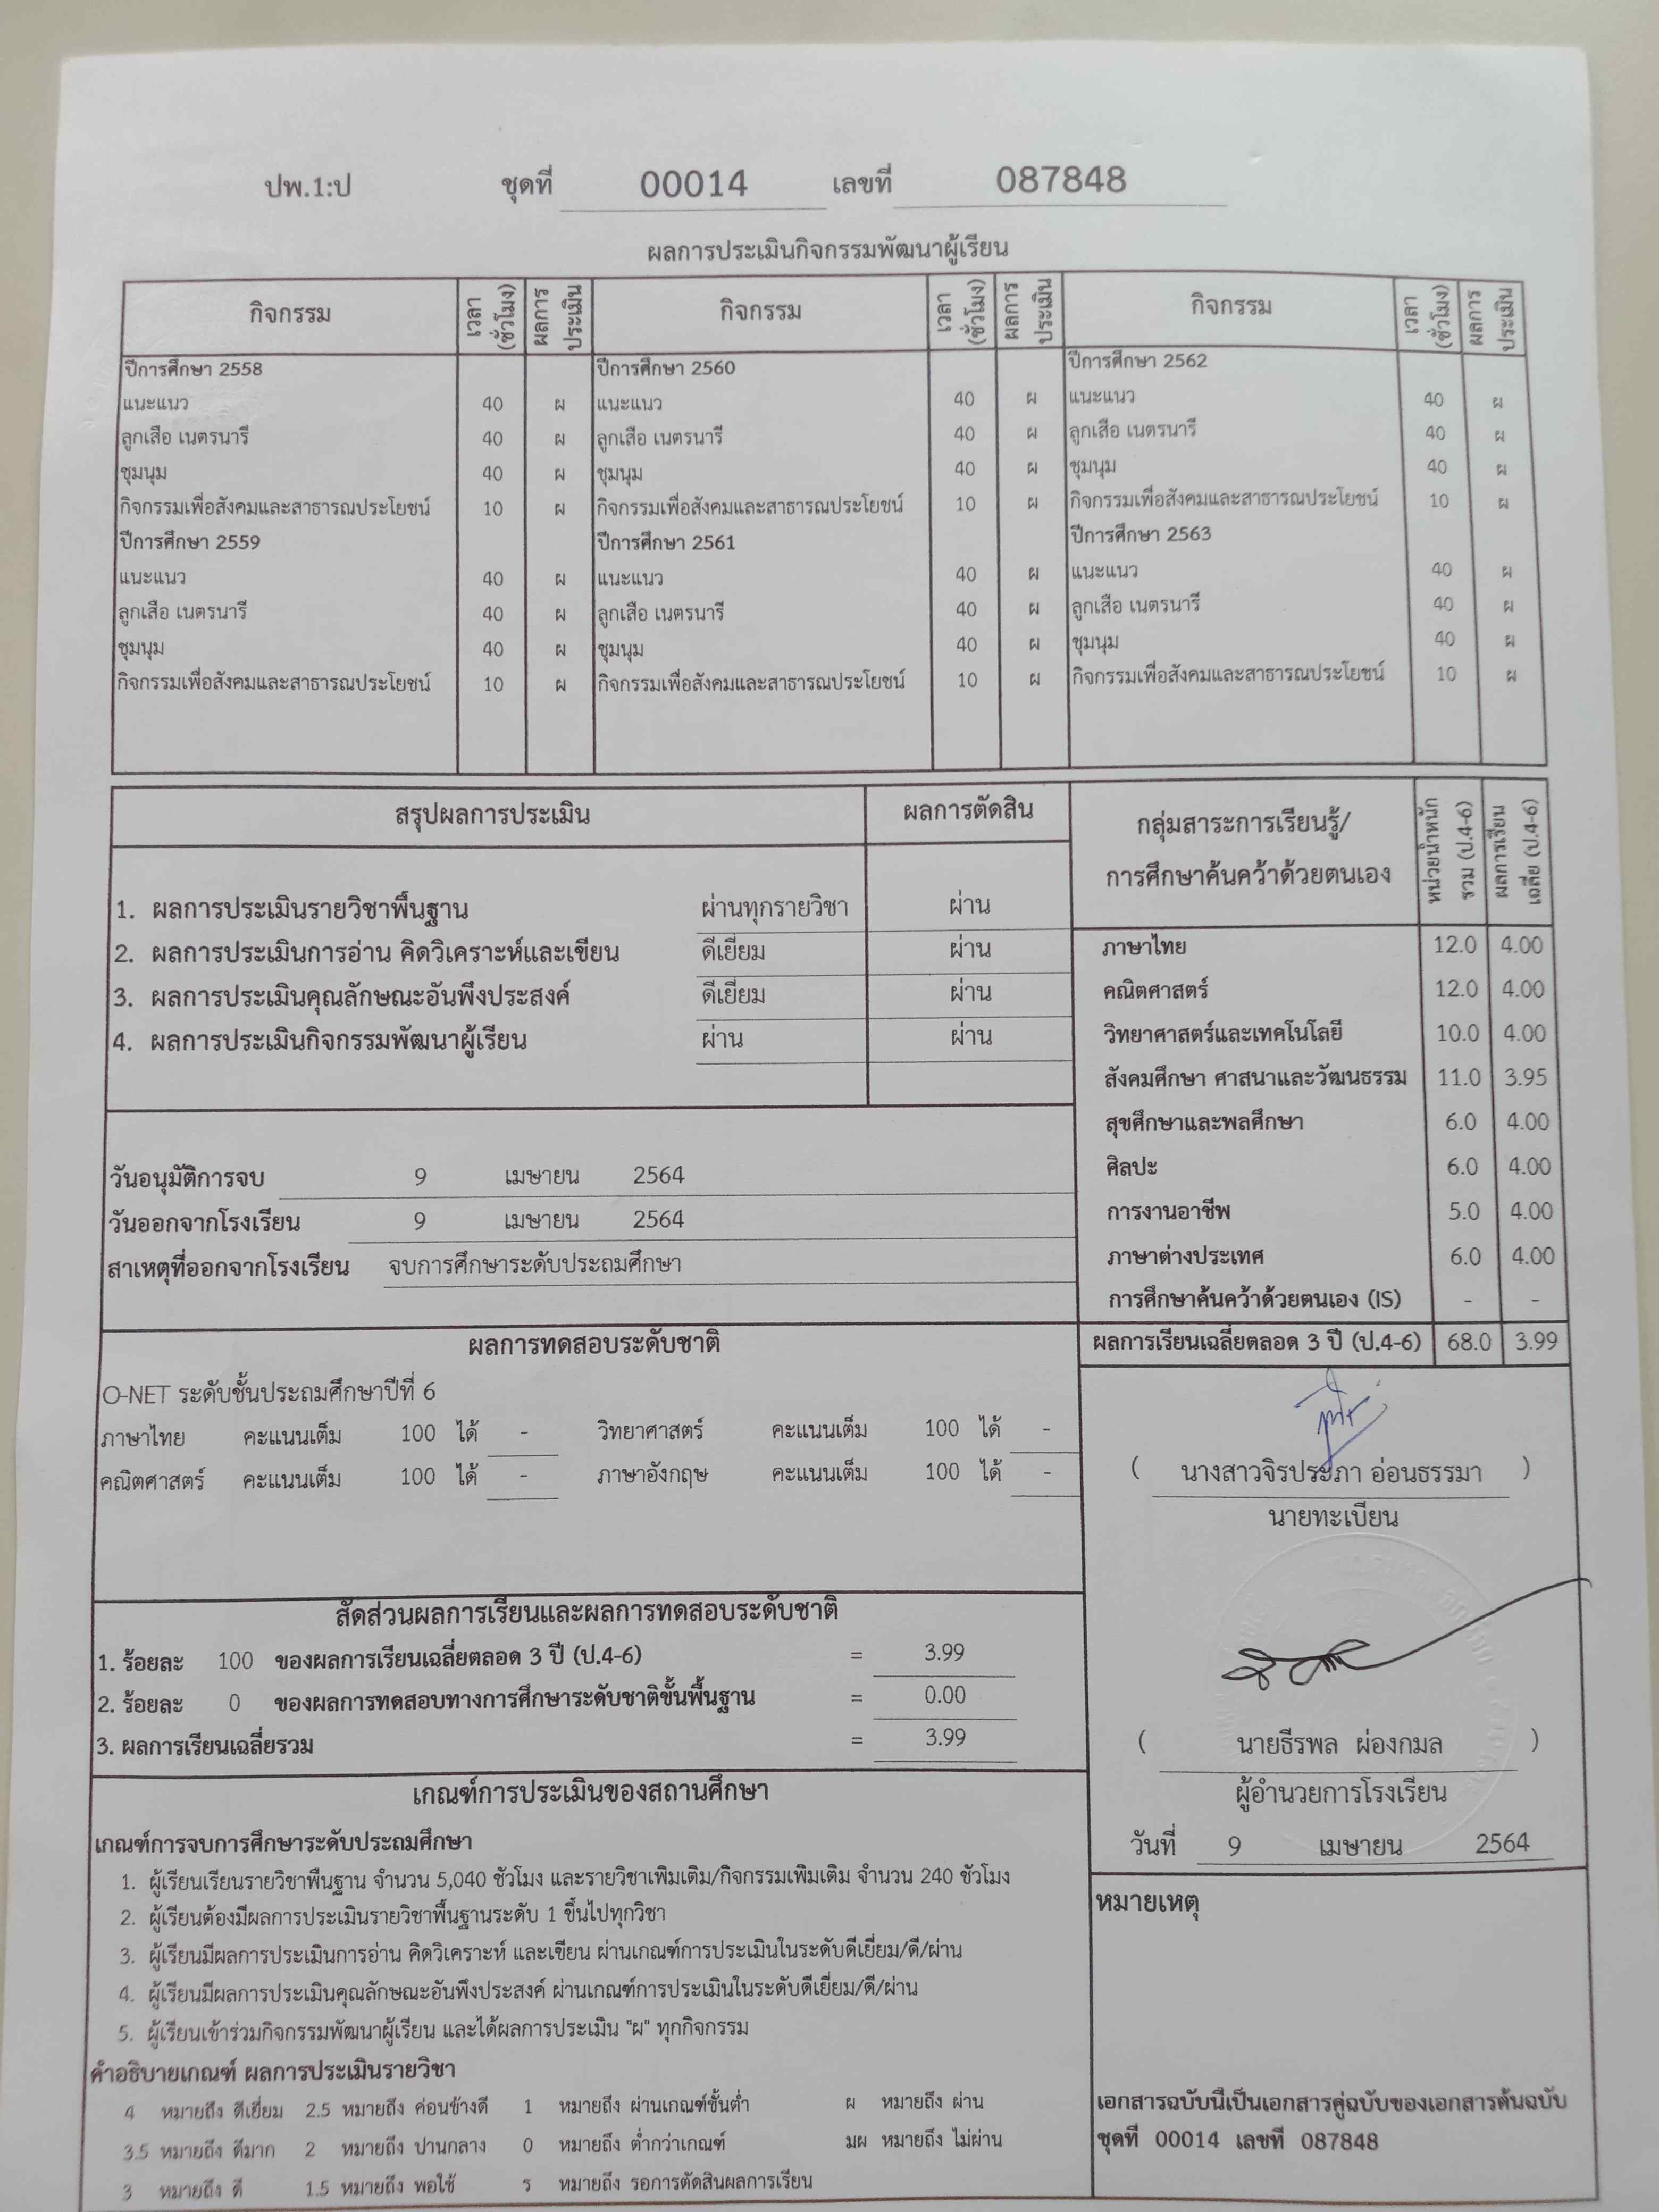 ปพ.1:ป ชุดที่ 00014 เลขที่ 087848
ผลการประเมินกิจกรรมพัฒนาผู้เรียน
กิจกรรม เวลา (ชั่วโมง) ผลการประเมิน กิจกรรม เวลา (ชั่วโมง) ผลการประเมิน กิจกรรม เวลา (ชั่วโมง) ผลการประเมิน
ปีการศึกษา 2558 ปีการศึกษา 2560 ปีการศึกษา 2562
แนะแนว 40 ผ แนะแนว 40 ผ แนะแนว 40 ผ
ลูกเสือ เนตรนารี 40 ผ ลูกเสือ เนตรนารี 40 ผ ลูกเสือ เนตรนารี 40 ผ
ชุมนุม 40 ผ ชุมนุม 40 ผ ชุมนุม 40 ผ
กิจกรรมเพื่อสังคมและสาธารณประโยชน์ 10 ผ กิจกรรมเพื่อสังคมและสาธารณประโยชน์ 10 ผ กิจกรรมเพื่อสังคมและสาธารณประโยชน์ 10 ผ
ปีการศึกษา 2559 ปีการศึกษา 2561 ปีการศึกษา 2563
แนะแนว 40 ผ แนะแนว 40 ผ แนะแนว 40 ผ
ลูกเสือ เนตรนารี 40 ผ ลูกเสือ เนตรนารี 40 ผ ลูกเสือ เนตรนารี 40 ผ
ชุมนุม 40 ผ ชุมนุม 40 ผ ชุมนุม 40 ผ
กิจกรรมเพื่อสังคมและสาธารณประโยชน์ 10 ผ กิจกรรมเพื่อสังคมและสาธารณประโยชน์ 10 ผ กิจกรรมเพื่อสังคมและสาธารณประโยชน์ 10 ผ
สรุปผลการประเมิน ผลการตัดสิน
1. ผลการประเมินรายวิชาพื้นฐาน ผ่านทุกรายวิชา ผ่าน
2. ผลการประเมินการอ่าน คิดวิเคราะห์และเขียน ดีเยี่ยม ผ่าน
3. ผลการประเมินคุณลักษณะอันพึงประสงค์ ดีเยี่ยม ผ่าน
4. ผลการประเมินกิจกรรมพัฒนาผู้เรียน ผ่าน ผ่าน
วันอนุมัติการจบ 9 เมษายน 2564
วันออกจากโรงเรียน 9 เมษายน 2564
สาเหตุที่ออกจากโรงเรียน จบการศึกษาระดับประถมศึกษา
กลุ่มสาระการเรียนรู้/
การศึกษาค้นคว้าด้วยตนเอง
หน่วยน้ำหนัก รวม (ป.4-6)
ผลการเรียน เฉลี่ย (ป.4-6)
ภาษาไทย 12.0 4.00
คณิตศาสตร์ 12.0 4.00
วิทยาศาสตร์และเทคโนโลยี 10.0 4.00
สังคมศึกษา ศาสนาและวัฒนธรรม 11.0 3.95
สุขศึกษาและพลศึกษา 6.0 4.00
ศิลปะ 6.0 4.00
การงานอาชีพ 5.0 4.00
ภาษาต่างประเทศ 6.0 4.00
การศึกษาค้นคว้าด้วยตนเอง (IS) - -
ผลการเรียนเฉลี่ยตลอด 3 ปี (ป.4-6) 68.0 3.99
ผลการทดสอบระดับชาติ
O-NET ระดับชั้นประถมศึกษาปีที่ 6
ภาษาไทย คะแนนเต็ม 100 ได้ - วิทยาศาสตร์ คะแนนเต็ม 100 ได้ -
คณิตศาสตร์ คะแนนเต็ม 100 ได้ - ภาษาอังกฤษ คะแนนเต็ม 100 ได้ -
สัดส่วนผลการเรียนและผลการทดสอบระดับชาติ
1. ร้อยละ 100 ของผลการเรียนเฉลี่ยตลอด 3 ปี (ป.4-6) = 3.99
2. ร้อยละ 0 ของผลการทดสอบทางการศึกษาระดับชาติขั้นพื้นฐาน = 0.00
3. ผลการเรียนเฉลี่ยรวม = 3.99
( นางสาวจิรประภา อ่อนธรรมา )
นายทะเบียน
( นายธีรพล ผ่องกมล )
ผู้อำนวยการโรงเรียน
วันที่ 9 เมษายน 2564
เกณฑ์การประเมินของสถานศึกษา
เกณฑ์การจบการศึกษาระดับประถมศึกษา
1. ผู้เรียนเรียนรายวิชาพื้นฐาน จำนวน 5,040 ชั่วโมง และรายวิชาเพิ่มเติม/กิจกรรมเพิ่มเติม จำนวน 240 ชั่วโมง
2. ผู้เรียนต้องมีผลการประเมินรายวิชาพื้นฐานระดับ 1 ขึ้นไปทุกวิชา
3. ผู้เรียนมีผลการประเมินการอ่าน คิดวิเคราะห์ และเขียน ผ่านเกณฑ์การประเมินในระดับดีเยี่ยม/ดี/ผ่าน
4. ผู้เรียนมีผลการประเมินคุณลักษณะอันพึงประสงค์ ผ่านเกณฑ์การประเมินในระดับดีเยี่ยม/ดี/ผ่าน
5. ผู้เรียนเข้าร่วมกิจกรรมพัฒนาผู้เรียน และได้ผลการประเมิน "ผ" ทุกกิจกรรม
คำอธิบายเกณฑ์ ผลการประเมินรายวิชา
4 หมายถึง ดีเยี่ยม 2.5 หมายถึง ค่อนข้างดี 1 หมายถึง ผ่านเกณฑ์ขั้นต่ำ ผ หมายถึง ผ่าน
3.5 หมายถึง ดีมาก 2 หมายถึง ปานกลาง 0 หมายถึง ต่ำกว่าเกณฑ์ มผ หมายถึง ไม่ผ่าน
3 หมายถึง ดี 1.5 หมายถึง พอใช้ ร หมายถึง รอการตัดสินผลการเรียน
หมายเหตุ
เอกสารฉบับนี้เป็นเอกสารคู่ฉบับของเอกสารต้นฉบับ
ชุดที่ 00014 เลขที่ 087848